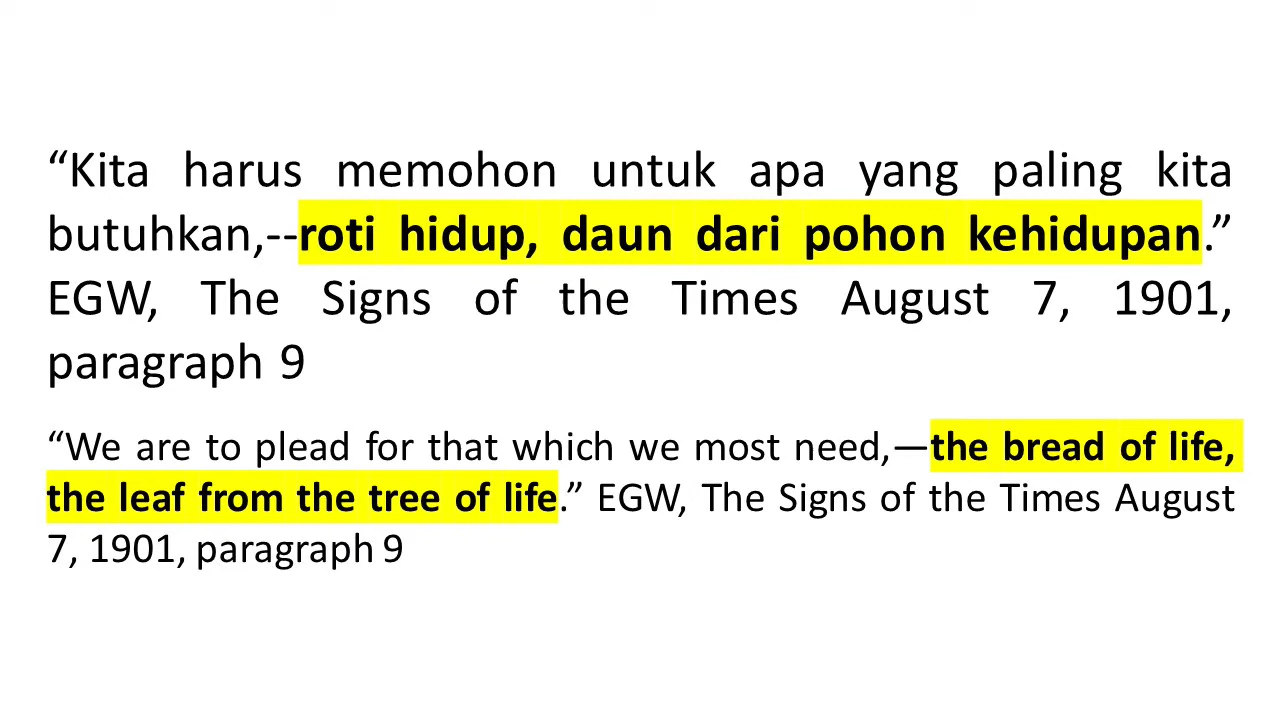 “Kita harus memohon untuk apa yang paling kita
butuhkan,--roti hidup, daun dari pohon kehidupan.”
EGW, The Signs of the Times August 7, 1901,
paragraph 9
“We are to plead for that which we most need,—the bread of life,
the leaf from the tree of life.” EGW, The Signs of the Times August
7, 1901, paragraph 9